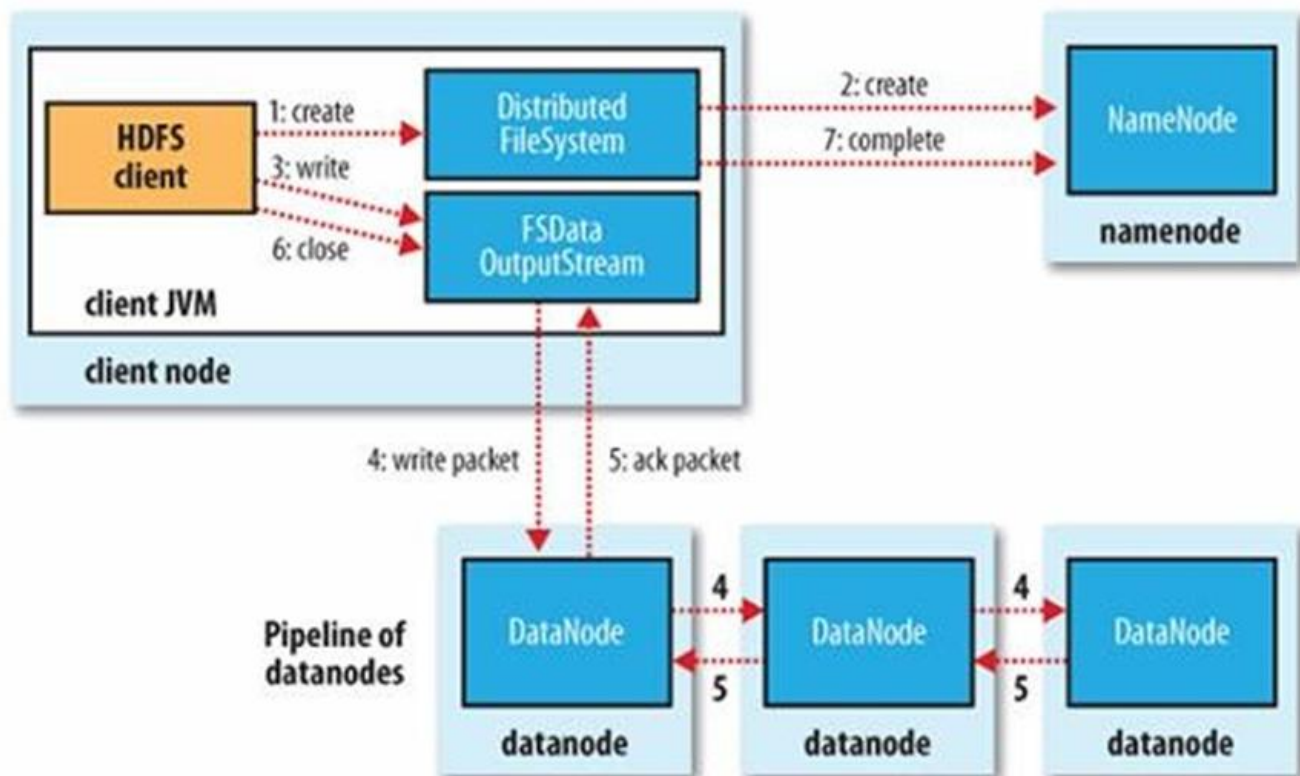 1: create
HDFS
client
3: write
6: close
Distributed
FileSystem
FSData
OutputStream
client JVM
client node
2: create
7: complete
NameNode
namenode
4: write packet
5: ack packet
Pipeline of
datanodes
DataNode
datanode
4
5
DataNode
datanode
4
5
DataNode
datanode